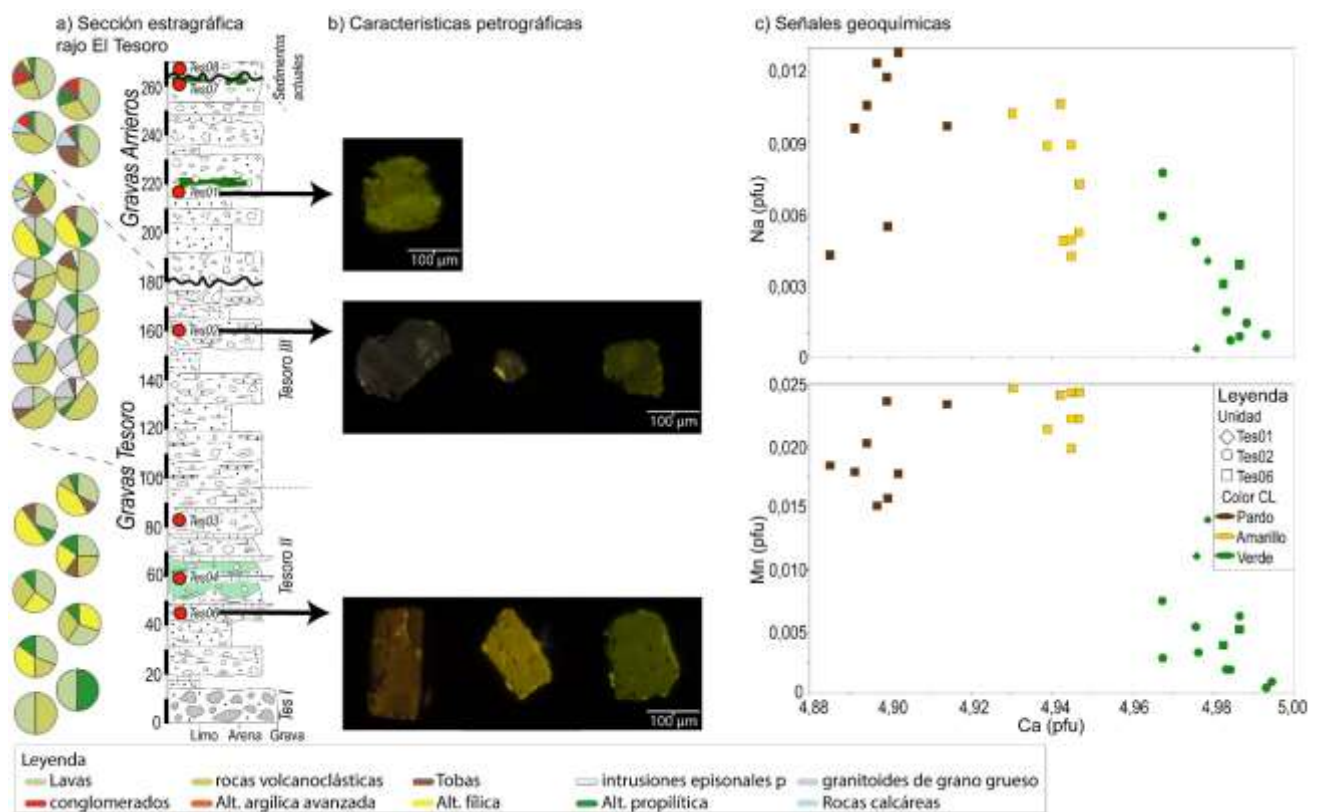 a) Sección estragráfica
rajo El Tesoro
b) Caracteristicas petrográficas
c) Señales geoquímicas
Gravas Arrieros
Gravas Tesoro
260
240
220
200
180
160
140
120
100
80
60
40
20
0
Tes08
Tes07
Tes01
Tes02
Tes03
Tes04
Tes06
Sedimentos
actuales
Tesoro III
Tesoro II
Tes I
Limo Arena Grava
100 µm
100 µm
100 µm
Na (pfu)
0,012
0,009
0,006
0,003
0
Mn (pfu)
0,025
0,020
0,015
0,010
0,005
0
4,88 4,90 4,92 4,94 4,96 4,98 5,00
Ca (pfu)
Leyenda
Unidad
Tes01
Tes02
Tes06
Color CL
Pardo
Amarillo
Verde
Leyenda
Lavas rocas volcanoclásticas Tobas intrusiones episonales p granitoides de grano grueso
conglomerados Alt. argilica avanzada Alt. fílica Alt. propilítica Rocas calcáreas